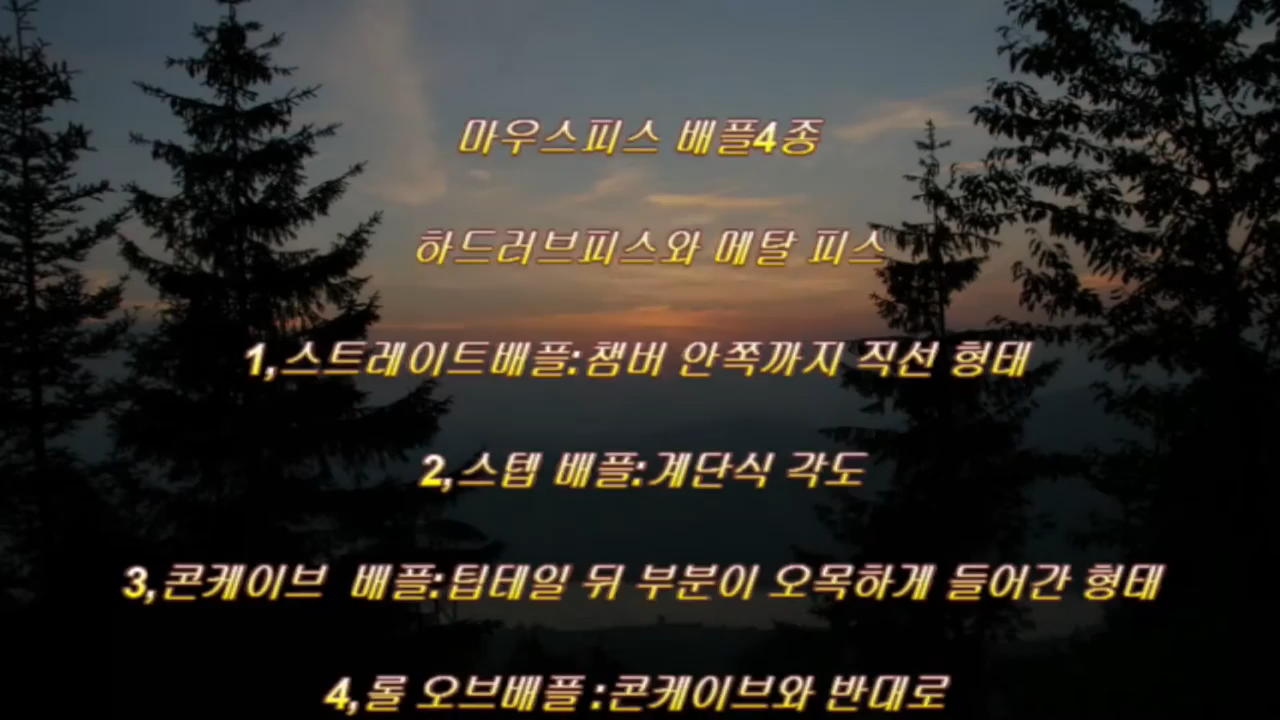 마우스피스 배플4종
하드러브피스와 메탈 피스
1,스트레이트배플:챔버 안쪽까지 직선 형태
2,스텝 배플:계단식 각도
3,콘케이브 배플:팁테일 뒤 부분이 오목하게 들어간 형태
4,롤 오브배플 :콘케이브와 반대로